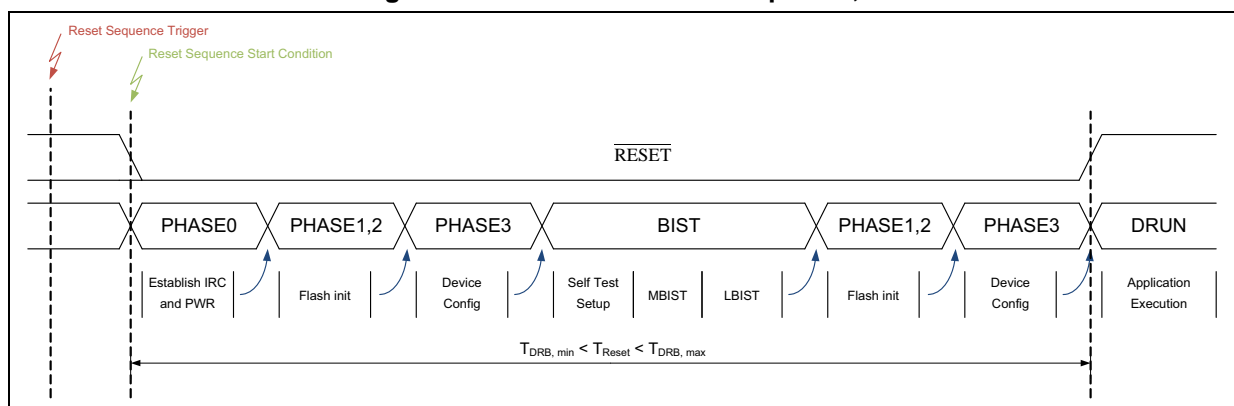 Reset Sequence Trigger
Reset Sequence Start Condition
RESET
PHASE0 PHASE1,2 PHASE3 BIST PHASE1,2 PHASE3 DRUN
Establish IRC
and PWR
Flash init
Device
Config
Self Test
Setup
MBIST
LBIST
Flash init
Device
Config
Application
Execution
TDRB, min < TReset < TDRB, max